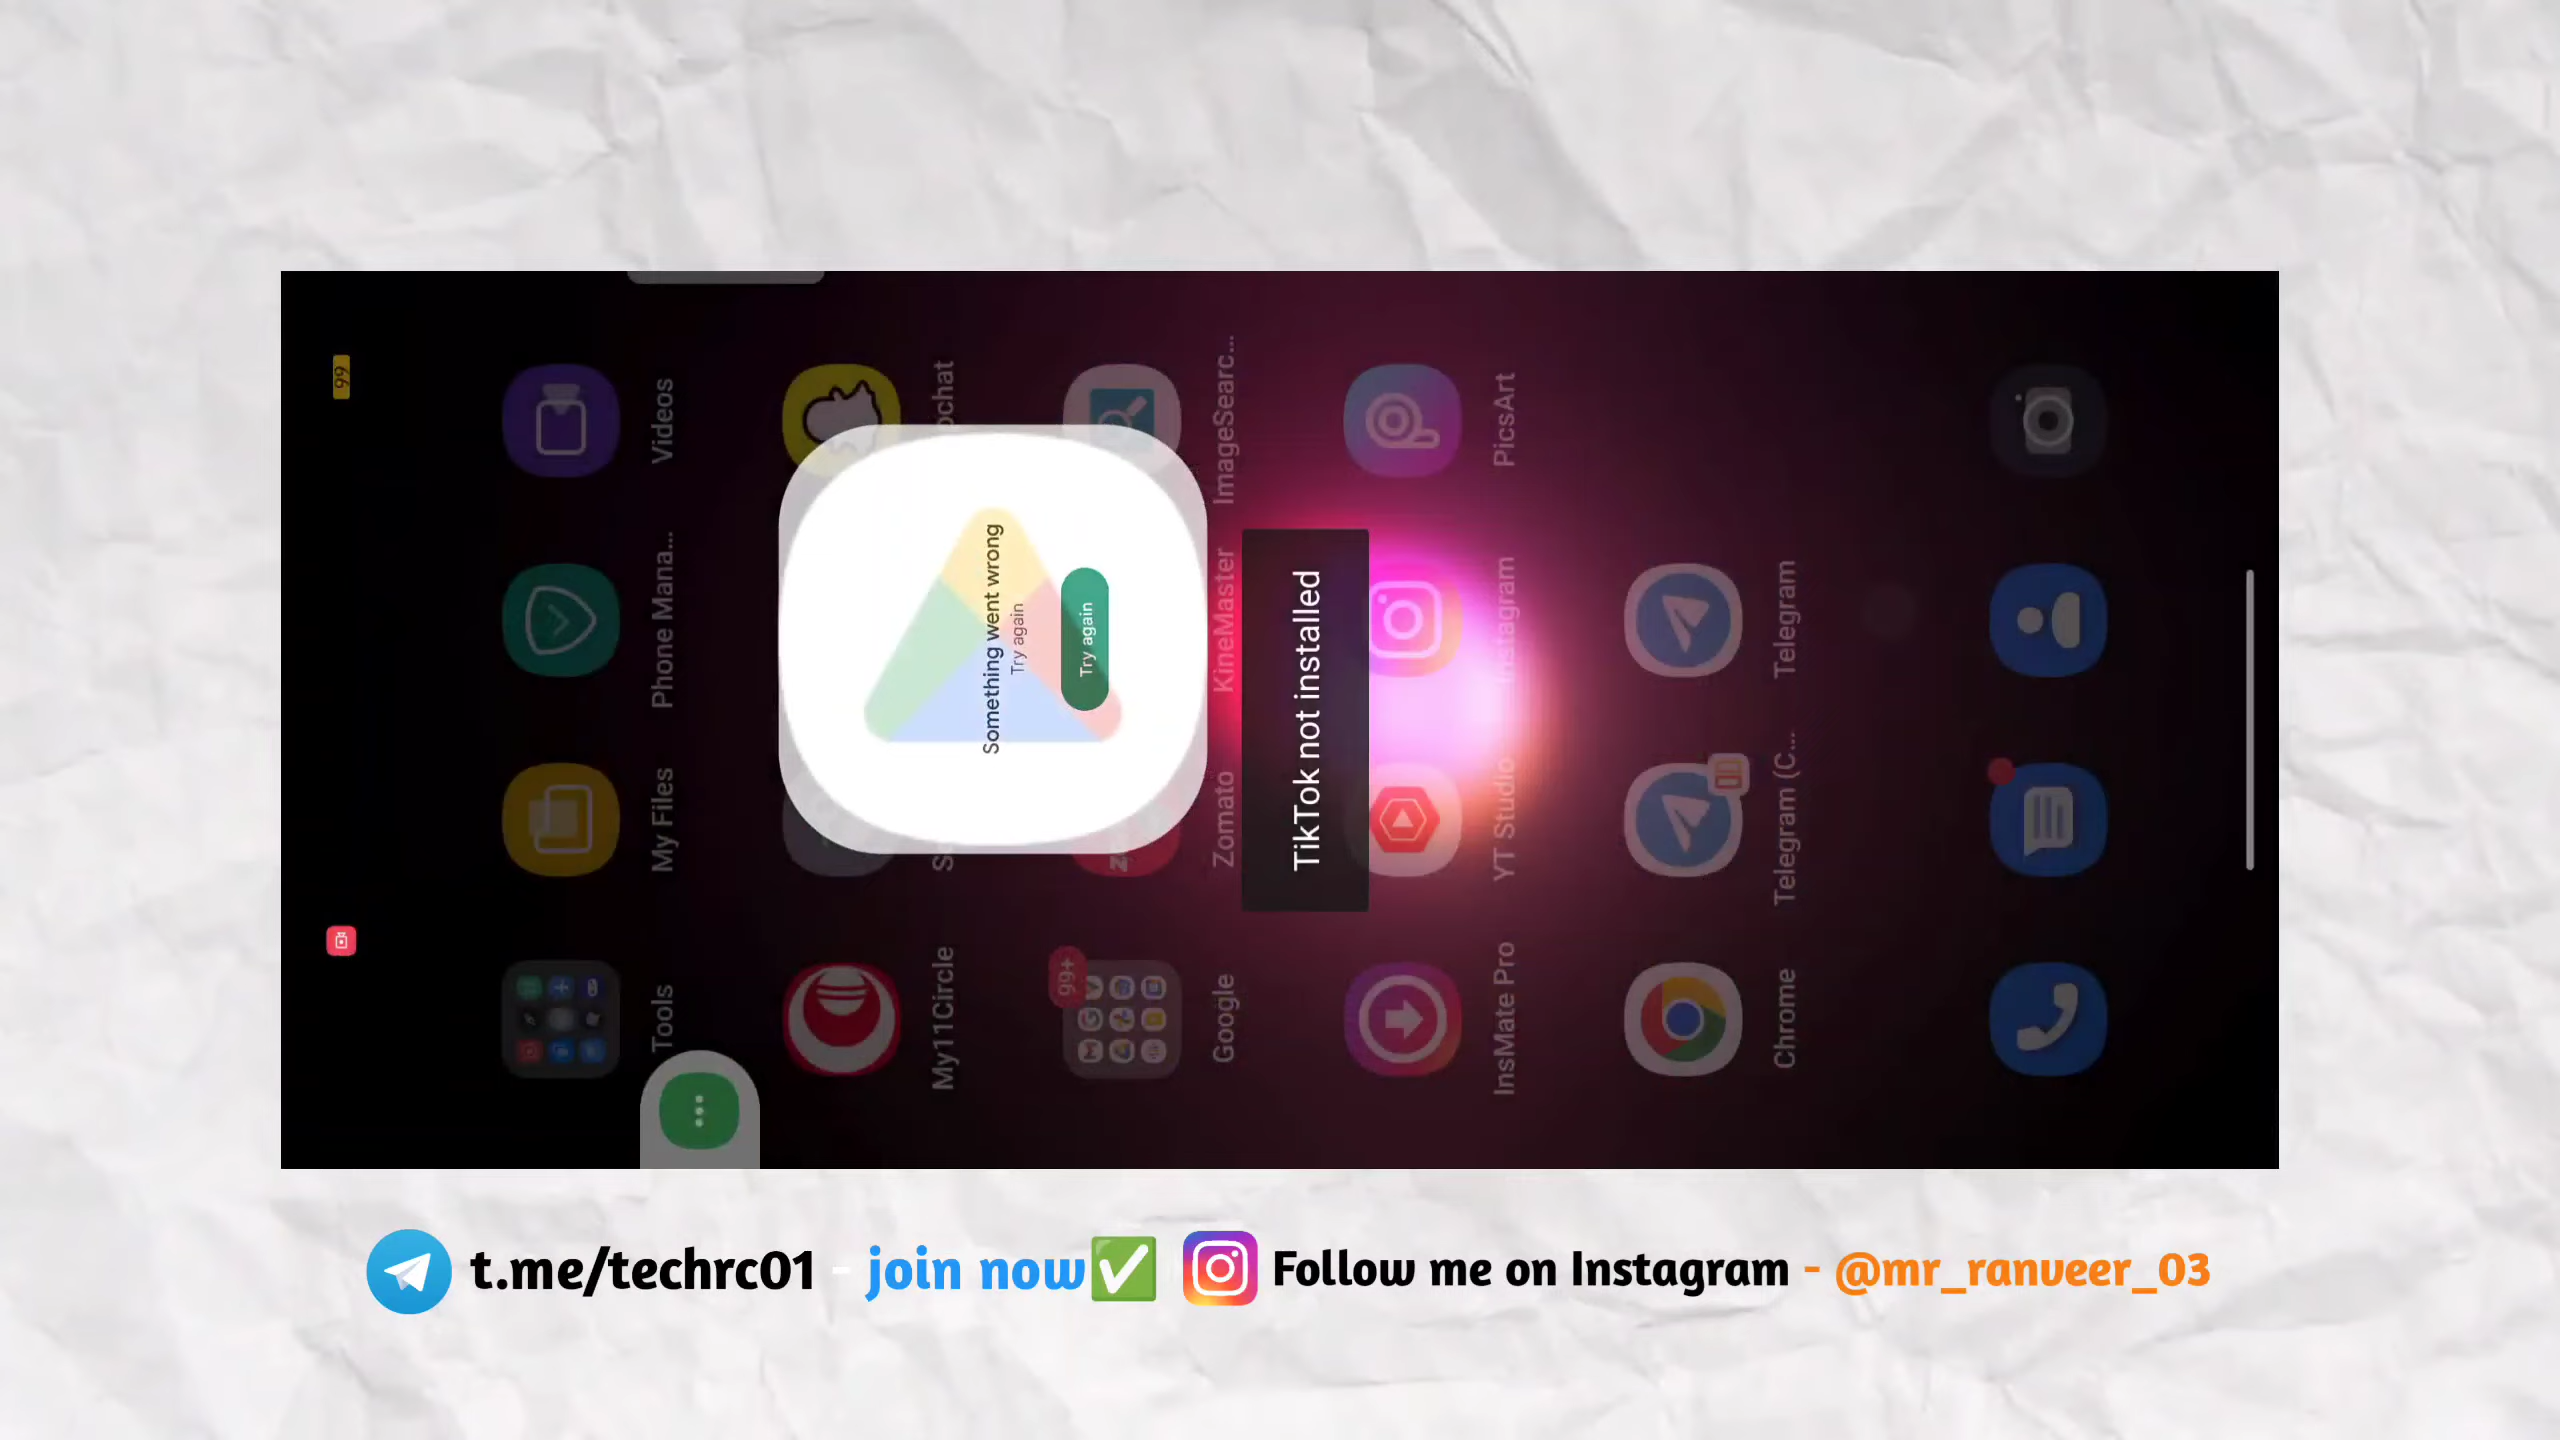 99
Videos
Phone Mana...
My Files
Tools
ochat
My11Circle
Something went wrong
Try again
Try again
ImageSearc...
KineMaster
Zomato
99+
Google
TikTok not installed
PicsArt
Instagram
YT Studio
InsMate Pro
Telegram
Telegram (C...
Chrome
t.me/techrc01 - join now✅ Follow me on Instagram - @mr_ranveer_03